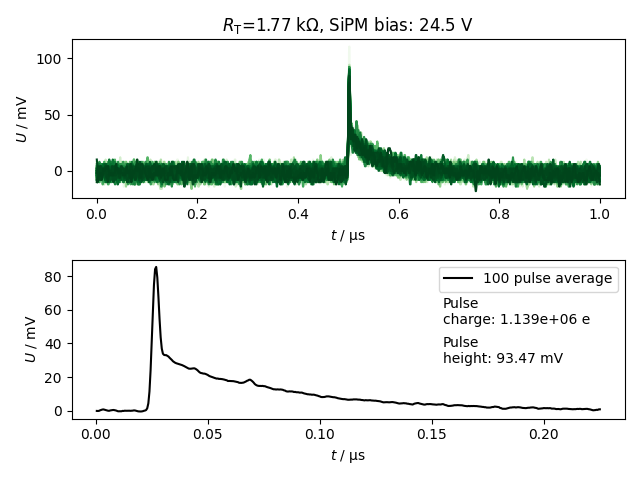 R_T=1.77 kΩ, SiPM bias: 24.5 V
100
50
0
U / mV
0.0 0.2 0.4 0.6 0.8 1.0
t / µs
80
60
40
20
0
U / mV
100 pulse average
Pulse
charge: 1.139e+06 e
Pulse
height: 93.47 mV
0.00 0.05 0.10 0.15 0.20
t / µs